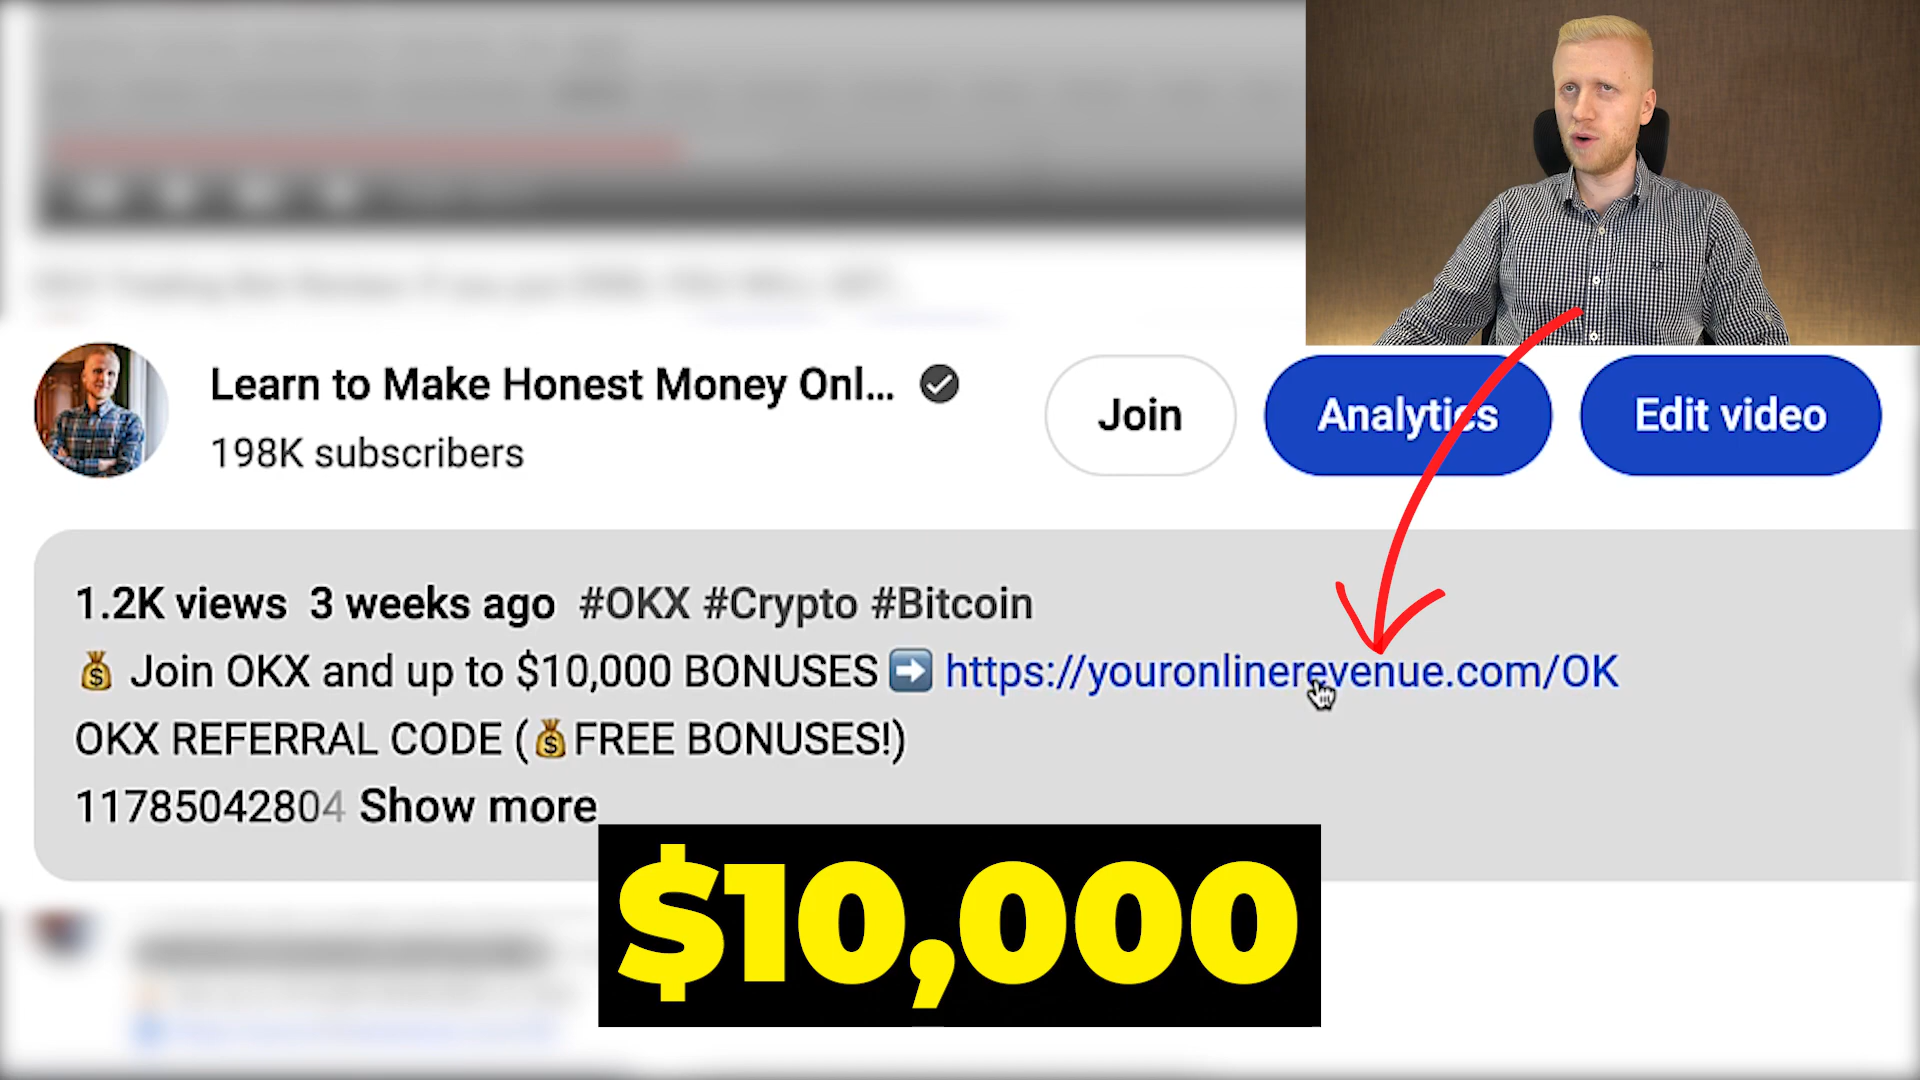 Learn to Make Honest Money Onl...
198K subscribers
Join
Analytics
Edit video
1.2K views 3 weeks ago #OKX #Crypto #Bitcoin
💰 Join OKX and up to $10,000 BONUSES ➡️ https://youronlinerevenue.com/OK
OKX REFERRAL CODE (💰FREE BONUSES!)
11785042804 Show more
$10,000